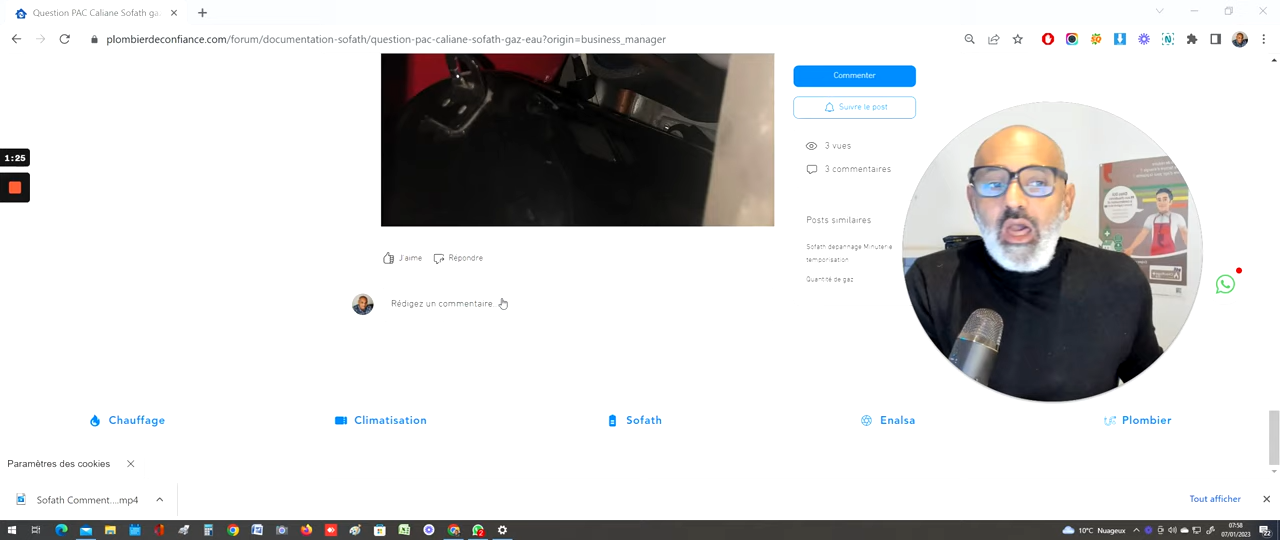 Question PAC Caliane Sofath gaz
plombierdeconfiance.com/forum/documentation-sofath/question-pac-caliane-sofath-gaz-eau?origin=business_manager
1:25
Commenter
Suivre le post
3 vues
3 commentaires
Posts similaires
Sofath depannage Minuterie
temporisation
Quantité de gaz
J'aime
Répondre
Rédigez un commentaire.
Chauffage
Climatisation
Sofath
Enalsa
Plombier
Paramètres des cookies
Sofath Comment....mp4
Tout afficher
10°C Nuageux
07:58
07/01/2023
22
2